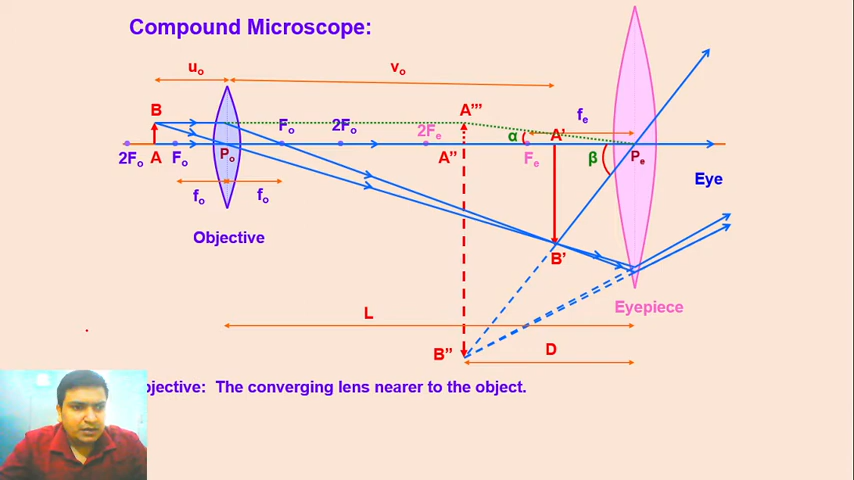 Compound Microscope:
uₒ
vₒ
B
A’’’
fₑ
Fₒ
2Fₒ
2Fₑ
α
A’
2Fₒ
A
Fₒ
Pₒ
A’’
Fₑ
β
Pₑ
fₒ
fₒ
Eye
Objective
B’
Eyepiece
L
B’’
D
bjective: The converging lens nearer to the object.